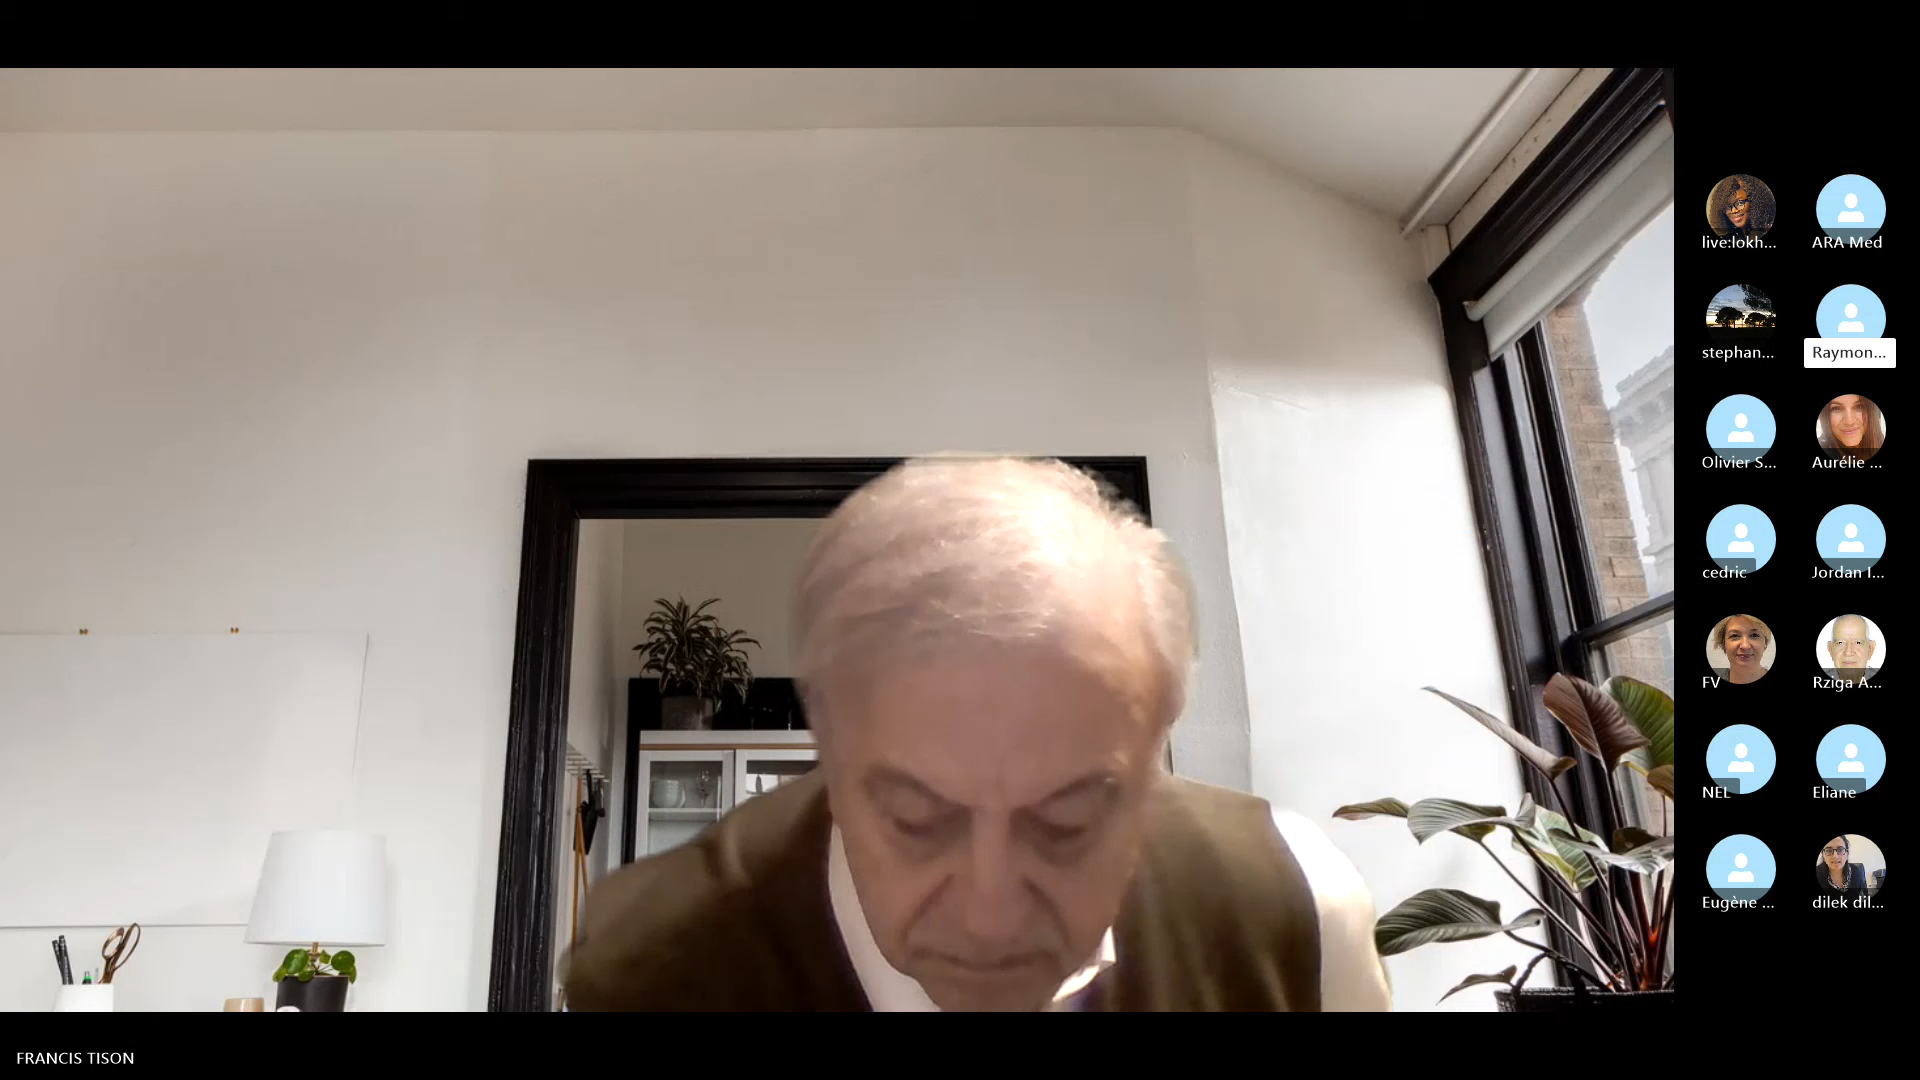 live:lokh...
ARA Med
stephan...
Raymon...
Olivier S...
Aurélie ...
cedric
Jordan I...
FV
Rziga A...
NEL
Eliane
Eugène ...
dilek dil...
FRANCIS TISON